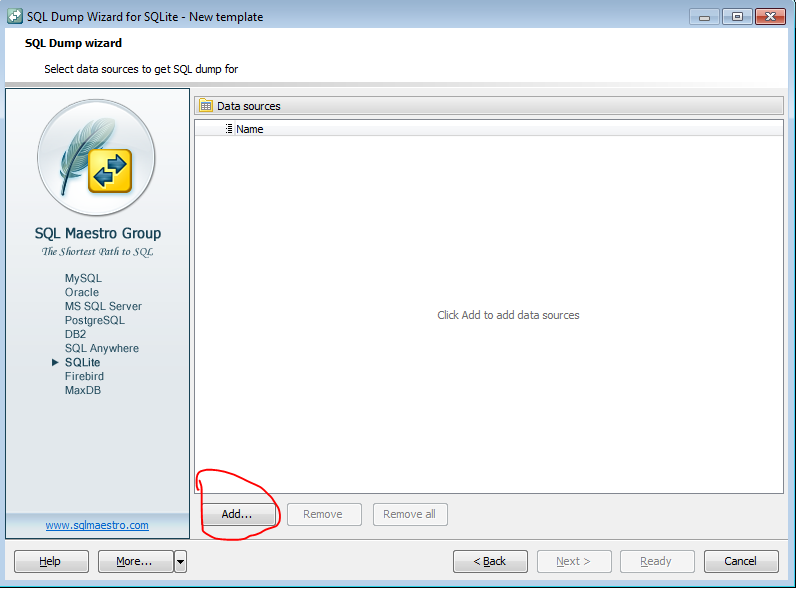 SQL Dump Wizard for SQLite - New template
SQL Dump wizard
Select data sources to get SQL dump for
SQL Maestro Group
The Shortest Path to SQL
MySQL
Oracle
MS SQL Server
PostgreSQL
DB2
SQL Anywhere
SQLite
Firebird
MaxDB
www.sqlmaestro.com
Data sources
Name
Click Add to add data sources
Add... Remove Remove all
Help More... < Back Next > Ready Cancel